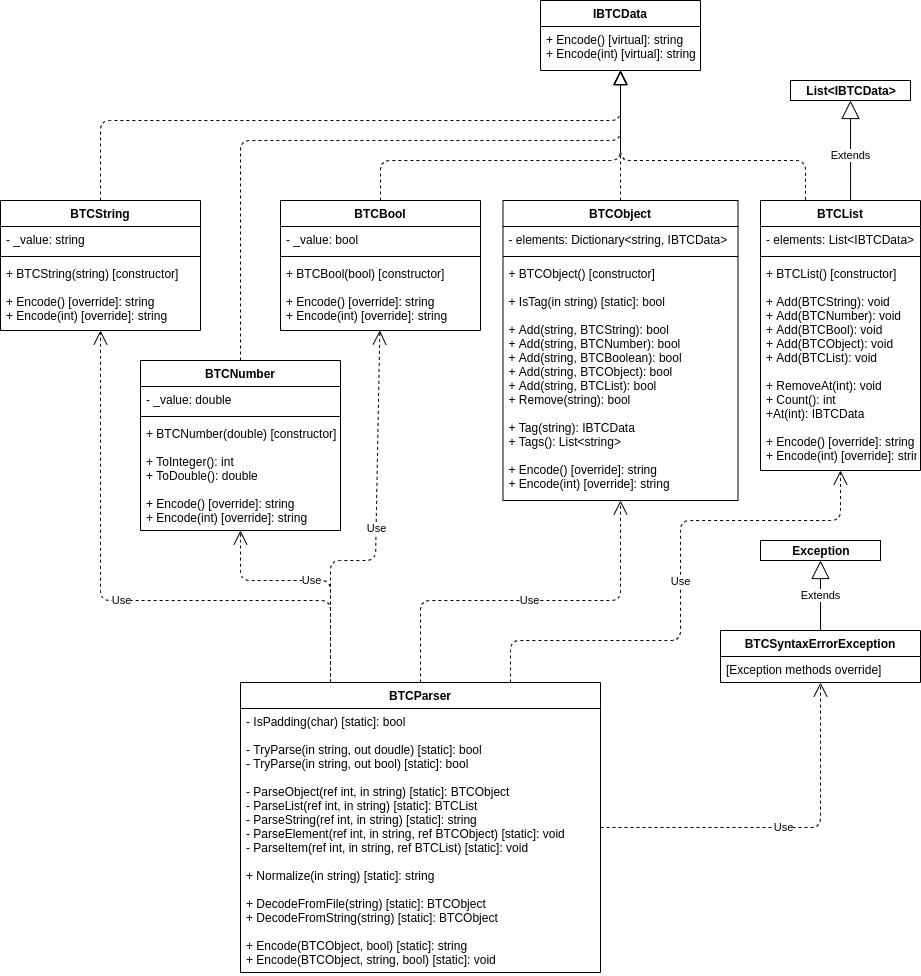 IBTCData
+ Encode() [virtual]: string
+ Encode(int) [virtual]: string
List<IBTCData>
Extends
BTCString
- _value: string
+ BTCString(string) [constructor]
+ Encode() [override]: string
+ Encode(int) [override]: string
BTCBool
- _value: bool
+ BTCBool(bool) [constructor]
+ Encode() [override]: string
+ Encode(int) [override]: string
BTCObject
- elements: Dictionary<string, IBTCData>
+ BTCObject() [constructor]
+ IsTag(in string) [static]: bool
+ Add(string, BTCString): bool
+ Add(string, BTCNumber): bool
+ Add(string, BTCBoolean): bool
+ Add(string, BTCObject): bool
+ Add(string, BTCList): bool
+ Remove(string): bool
+ Tag(string): IBTCData
+ Tags(): List<string>
+ Encode() [override]: string
+ Encode(int) [override]: string
BTCList
- elements: List<IBTCData>
+ BTCList() [constructor]
+ Add(BTCString): void
+ Add(BTCNumber): void
+ Add(BTCBool): void
+ Add(BTCObject): void
+ Add(BTCList): void
+ RemoveAt(int): void
+ Count(): int
+At(int): IBTCData
+ Encode() [override]: string
+ Encode(int) [override]: strin
BTCNumber
- _value: double
+ BTCNumber(double) [constructor]
+ ToInteger(): int
+ ToDouble(): double
+ Encode() [override]: string
+ Encode(int) [override]: string
Use
Use
Use
Use
Use
Exception
Extends
BTCSyntaxErrorException
[Exception methods override]
BTCParser
- IsPadding(char) [static]: bool
- TryParse(in string, out doudle) [static]: bool
- TryParse(in string, out bool) [static]: bool
- ParseObject(ref int, in string) [static]: BTCObject
- ParseList(ref int, in string) [static]: BTCList
- ParseString(ref int, in string) [static]: string
- ParseElement(ref int, in string, ref BTCObject) [static]: void
- ParseItem(ref int, in string, ref BTCList) [static]: void
+ Normalize(in string) [static]: string
+ DecodeFromFile(string) [static]: BTCObject
+ DecodeFromString(string) [static]: BTCObject
+ Encode(BTCObject, bool) [static]: string
+ Encode(BTCObject, string, bool) [static]: void
Use